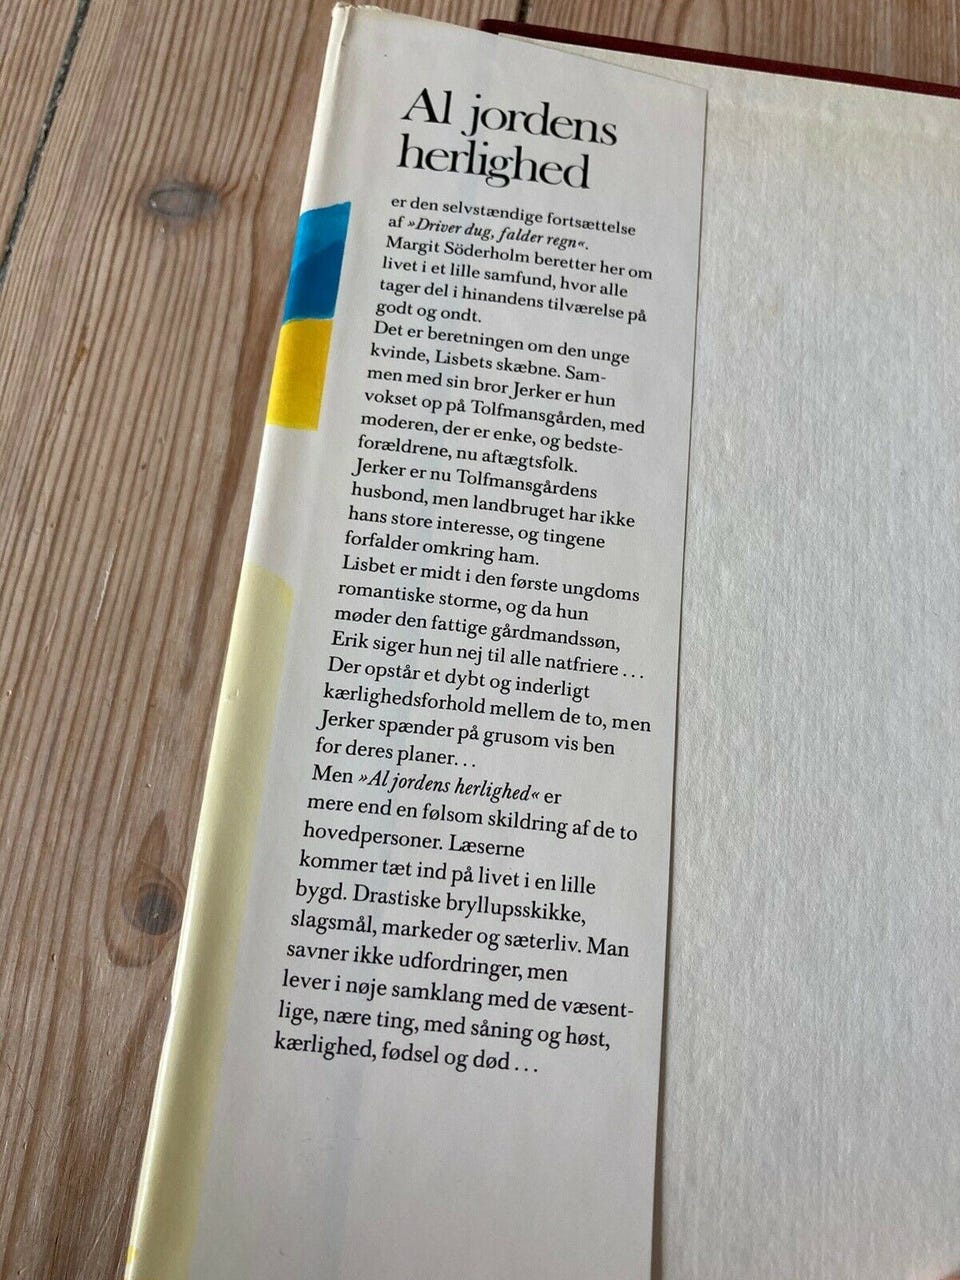 Al jordens
herlighed
er den selvstændige fortsættelse
af »Driver dug, falder regn«.
Margit Söderholm beretter her om
livet i et lille samfund, hvor alle
tager del i hinandens tilværelse på
godt og ondt.
Det er beretningen om den unge
kvinde, Lisbets skæbne. Sam-
men med sin bror Jerker er hun
vokset op på Tolfmansgården, med
moderen, der er enke, og bedste-
forældrene, nu aftægtsfolk.
Jerker er nu Tolfmansgårdens
husbond, men landbruget har ikke
hans store interesse, og tingene
forfalder omkring ham.
Lisbet er midt i den første ungdoms
romantiske storme, og da hun
møder den fattige gårdmandssøn,
Erik siger hun nej til alle natfriere...
Der opstår et dybt og inderligt
kærlighedsforhold mellem de to, men
Jerker spænder på grusom vis ben
for deres planer...
Men »Al jordens herlighed« er
mere end en følsom skildring af de to
hovedpersoner. Læserne
kommer tæt ind på livet i en lille
bygd. Drastiske bryllupsskikke,
slagsmål, markeder og sæterliv. Man
savner ikke udfordringer, men
lever i nøje samklang med de væsent-
lige, nære ting, med såning og høst,
kærlighed, fødsel og død...